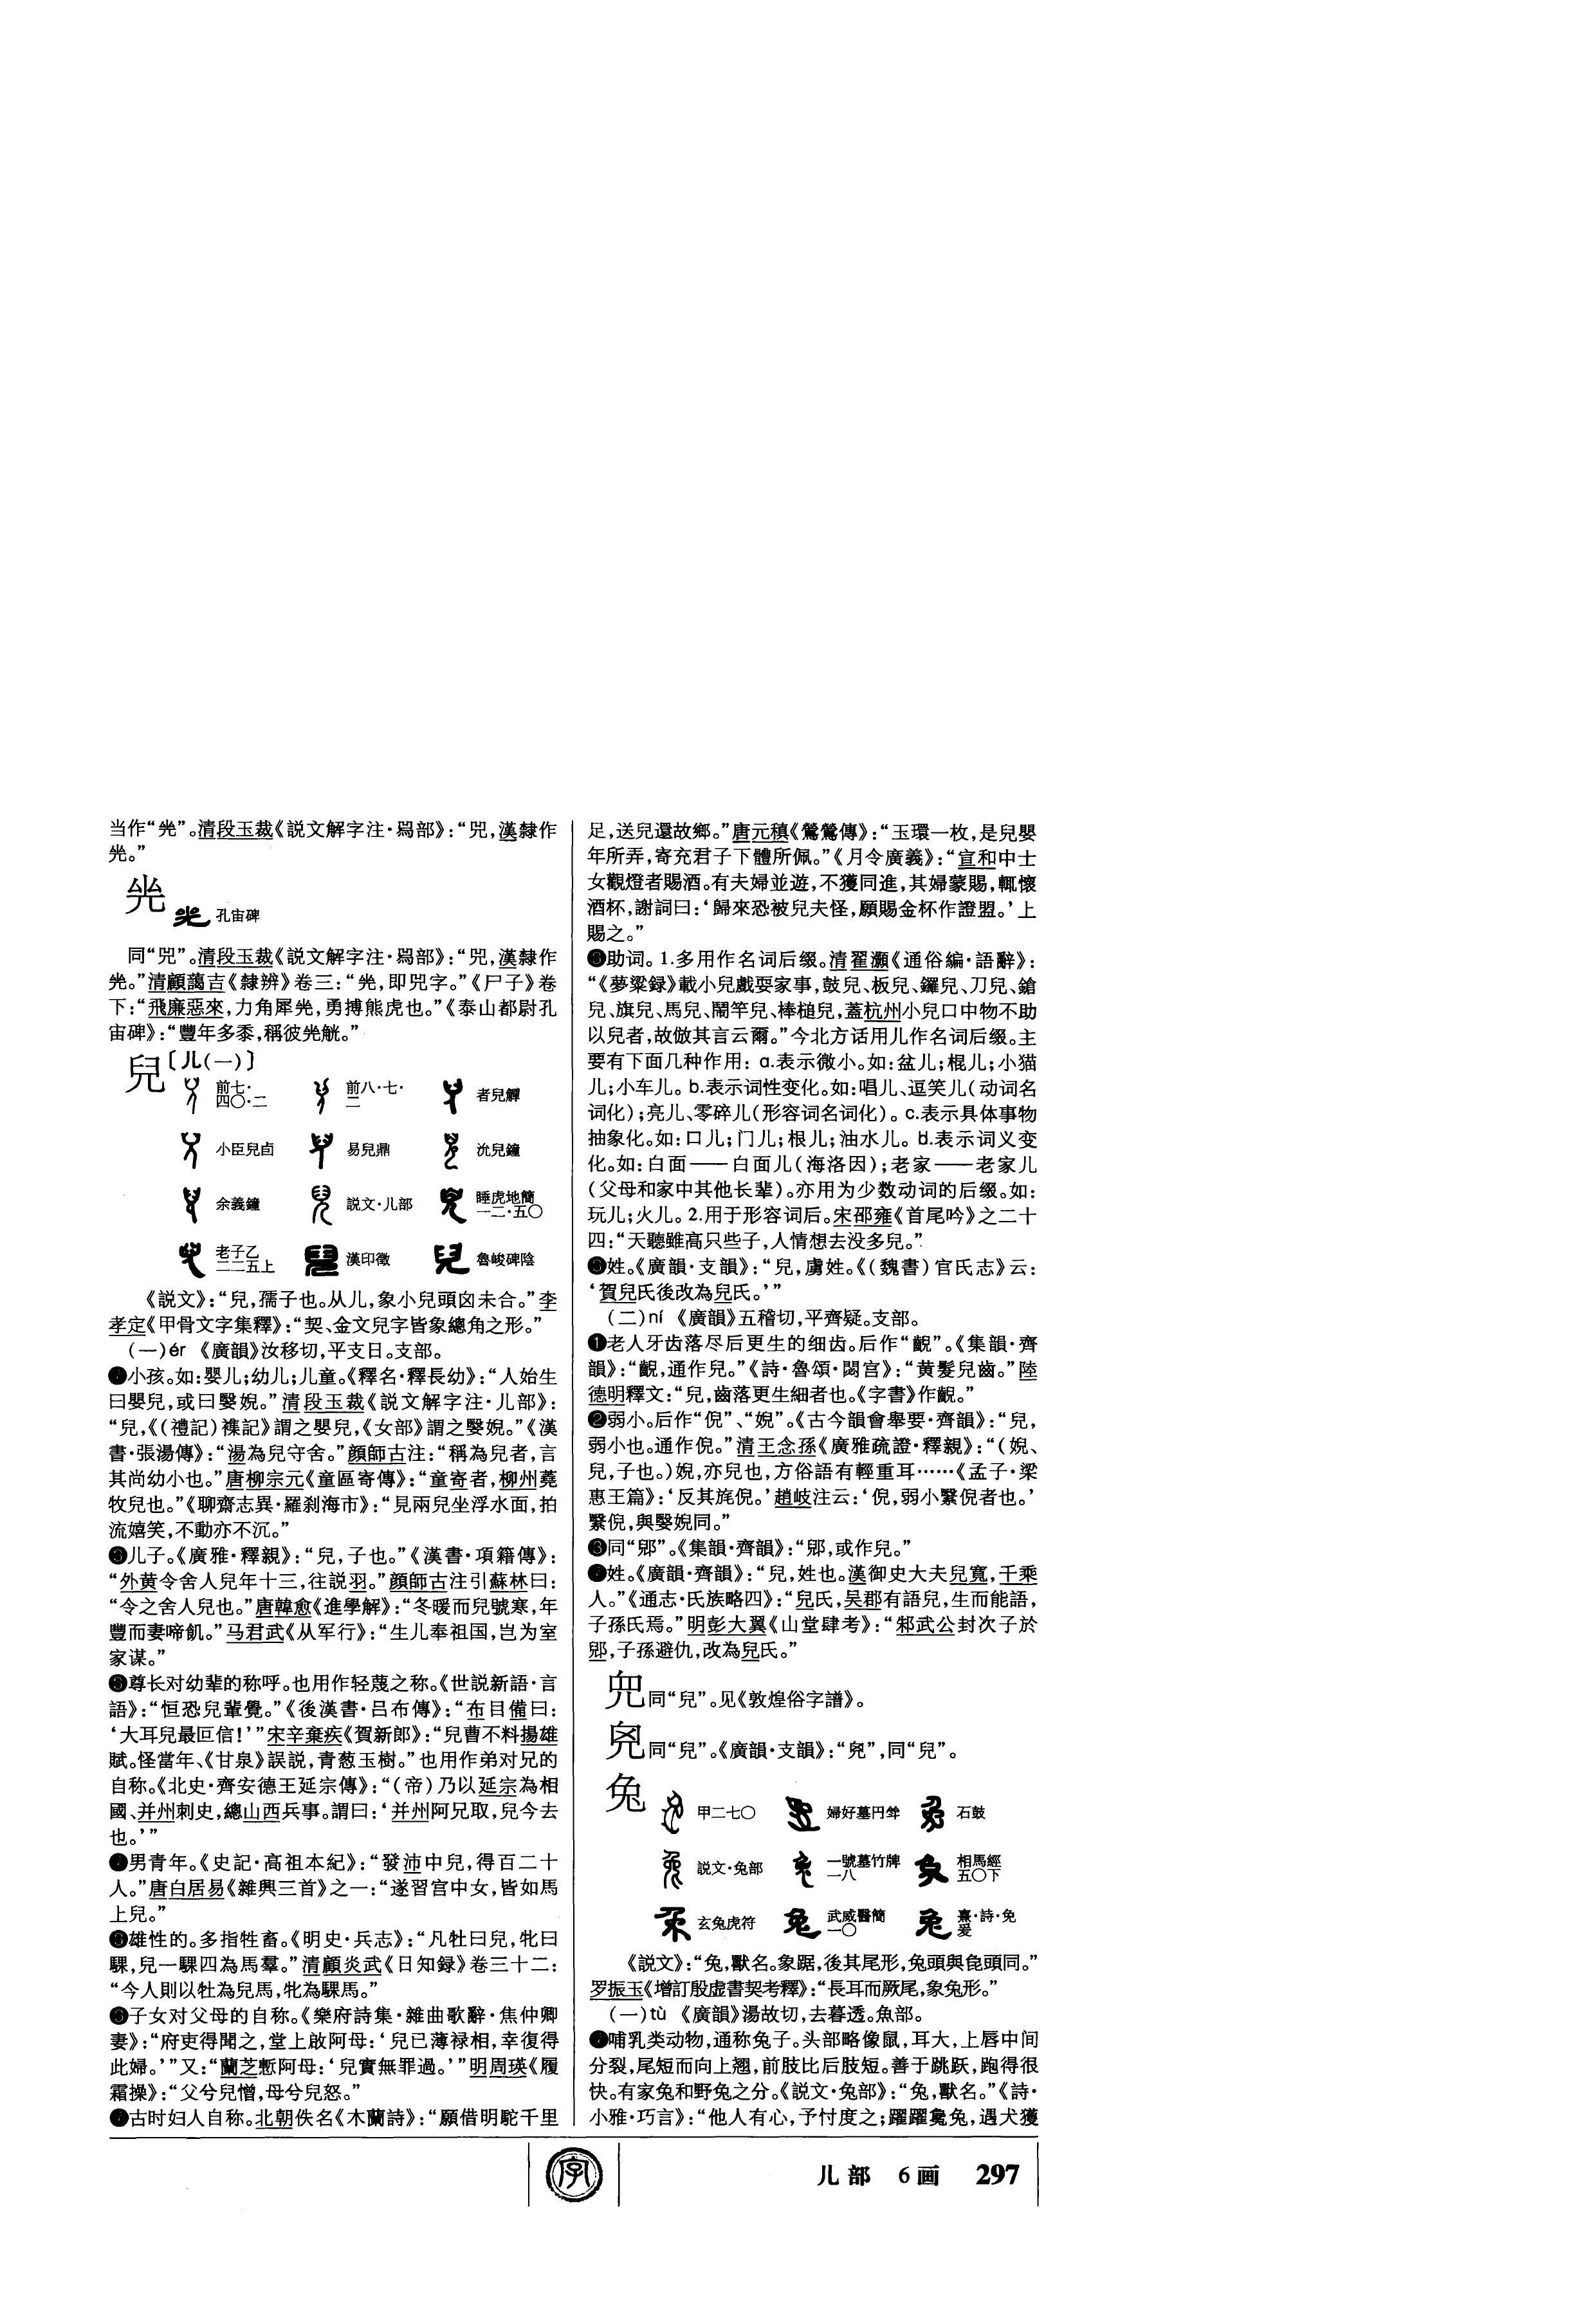 当作“𠒅”。清段玉裁《説文解字注·𤉡部》：“兕，漢隸作
𠒅。”
𠒅
孔宙碑
同“兕”。清段玉裁《説文解字注·𤉡部》：“兕，漢隸作
𠒅。”清顧藹吉《隸辨》卷三：“𠒅，即兕字。”《尸子》卷
下：“飛廉惡來，力角犀𠒅，勇搏熊虎也。”《泰山都尉孔
宙碑》：“豐年多黍，稱彼𠒅觥。”
兒〔儿(一)〕
前七·四〇·二 前八·七·二 者兒觶
小臣兒卣 易兒鼎 沇兒鐘
余義鐘 説文·儿部 睡虎地簡一二·五〇
老子乙二二五上 漢印徵 魯峻碑陰
《説文》：“兒，孺子也。从儿，象小兒頭囟未合。”李
孝定《甲骨文字集釋》：“契、金文兒字皆象總角之形。”
(一)ér 《廣韻》汝移切，平支日。支部。
❶小孩。如：婴儿；幼儿；儿童。《釋名·釋長幼》：“人始生
曰嬰兒，或曰嫛婗。”清段玉裁《説文解字注·儿部》：
“兒，《(禮記)襍記》謂之嬰兒，《女部》謂之嫛婗。”《漢
書·張湯傳》：“湯為兒守舍。”顔師古注：“稱為兒者，言
其尚幼小也。”唐柳宗元《童區寄傳》：“童寄者，柳州蕘
牧兒也。”《聊齋志異·羅刹海市》：“見兩兒坐浮水面，拍
流嬉笑，不動亦不沉。”
儿子。《廣雅·釋親》：“兒，子也。”《漢書·項籍傳》：
“外黄令舍人兒年十三，往説羽。”顔師古注引蘇林曰：
“令之舍人兒也。”唐韓愈《進學解》：“冬暖而兒號寒，年
豐而妻啼飢。”马君武《从军行》：“生儿奉祖国，岂为室
家谋。”
❸尊长对幼辈的称呼。也用作轻蔑之称。《世説新語·言
語》：“恒恐兒輩覺。”《後漢書·吕布傳》：“布目備曰：
‘大耳兒最叵信！’”宋辛棄疾《賀新郎》：“兒曹不料揚雄
賦。怪當年、《甘泉》誤説，青葱玉樹。”也用作弟对兄的
自称。《北史·齊安德王延宗傳》：“(帝)乃以延宗為相
國、并州刺史，總山西兵事。謂曰：‘并州阿兄取，兒今去
也。’”
男青年。《史記·高祖本紀》：“發沛中兒，得百二十
人。”唐白居易《雜興三首》之一：“遂習宫中女，皆如馬
上兒。”
雄性的。多指牲畜。《明史·兵志》：“凡牡曰兒，牝曰
騍，兒一騍四為馬羣。”清顧炎武《日知録》卷三十二：
“今人則以牡為兒馬，牝為騍馬。”
子女对父母的自称。《樂府詩集·雜曲歌辭·焦仲卿
妻》：“府吏得聞之，堂上啟阿母：‘兒已薄禄相，幸復得
此婦。’”又：“蘭芝慙阿母：‘兒實無罪過。’”明周瑛《履
霜操》：“父兮兒憎，母兮兒怒。”
❼古时妇人自称。北朝佚名《木蘭詩》：“願借明駝千里
足，送兒還故鄉。”唐元稹《鶯鶯傳》：“玉環一枚，是兒嬰
年所弄，寄充君子下體所佩。”《月令廣義》：“宣和中士
女觀燈者賜酒。有夫婦並遊，不獲同進，其婦蒙賜，輒懷
酒杯，謝詞曰：‘歸來恐被兒夫怪，願賜金杯作證盟。’上
賜之。”
助词。1.多用作名词后缀。清翟灝《通俗編·語辭》：
“《夢粱録》載小兒戲耍家事，鼓兒、板兒、鑼兒、刀兒、鎗
兒、旗兒、馬兒、鬧竿兒、棒槌兒，蓋杭州小兒口中物不助
以兒者，故倣其言云爾。”今北方话用儿作名词后缀。主
要有下面几种作用：a.表示微小。如：盆儿；棍儿；小猫
儿；小车儿。b.表示词性变化。如：唱儿、逗笑儿(动词名
词化)；亮儿、零碎儿(形容词名词化)。c.表示具体事物
抽象化。如：口儿；门儿；根儿；油水儿。d.表示词义变
化。如：白面——白面儿(海洛因)；老家——老家儿
(父母和家中其他长辈)。亦用为少数动词的后缀。如：
玩儿；火儿。2.用于形容词后。宋邵雍《首尾吟》之二十
四：“天聽雖高只些子，人情想去没多兒。”
姓。《廣韻·支韻》：“兒，虜姓。《(魏書)官氏志》云：
‘賀兒氏後改為兒氏。’”
(二)ní 《廣韻》五稽切，平齊疑。支部。
❶老人牙齿落尽后更生的细齿。后作“齯”。《集韻·齊
韻》：“齯，通作兒。”《詩·魯頌·閟宫》：“黄髮兒齒。”陸
德明釋文：“兒，齒落更生細者也。《字書》作齯。”
❷弱小。后作“倪”、“婗”。《古今韻會舉要·齊韻》：“兒，
弱小也。通作倪。”清王念孫《廣雅疏證·釋親》：“(婗、
兒，子也。)婗，亦兒也，方俗語有輕重耳……《孟子·梁
惠王篇》：‘反其旄倪。’趙岐注云：‘倪，弱小繄倪者也。’
繄倪，與嫛婗同。”
❸同“郳”。《集韻·齊韻》：“郳，或作兒。”
姓。《廣韻·齊韻》：“兒，姓也。漢御史大夫兒寬，千乘
人。”《通志·氏族略四》：“兒氏，吴郡有語兒，生而能語，
子孫氏焉。”明彭大翼《山堂肆考》：“邾武公封次子於
郳，子孫避仇，改為兒氏。”
同“兒”。见《敦煌俗字譜》。
同“兒”。《廣韻·支韻》：同“兒”。
兔
甲二七〇 婦好墓 石鼓
説文·兔部 一號墓竹牌一八 相馬經五〇下
玄兔虎符 武威醫簡一〇 熹·詩·兔爰
《説文》：“兔，獸名。象踞，後其尾形，兔頭與㲋頭同。”
罗振玉《增訂殷虚書契考釋》：“長耳而厥尾，象兔形。”
(一)tù 《廣韻》湯故切，去暮透。魚部。
哺乳类动物，通称兔子。头部略像鼠，耳大，上唇中间
分裂，尾短而向上翘，前肢比后肢短。善于跳跃，跑得很
快。有家兔和野兔之分。《説文·兔部》：“兔，獸名。”《詩·
小雅·巧言》：“他人有心，予忖度之；躍躍毚兔，遇犬獲
字
儿部 6画 297